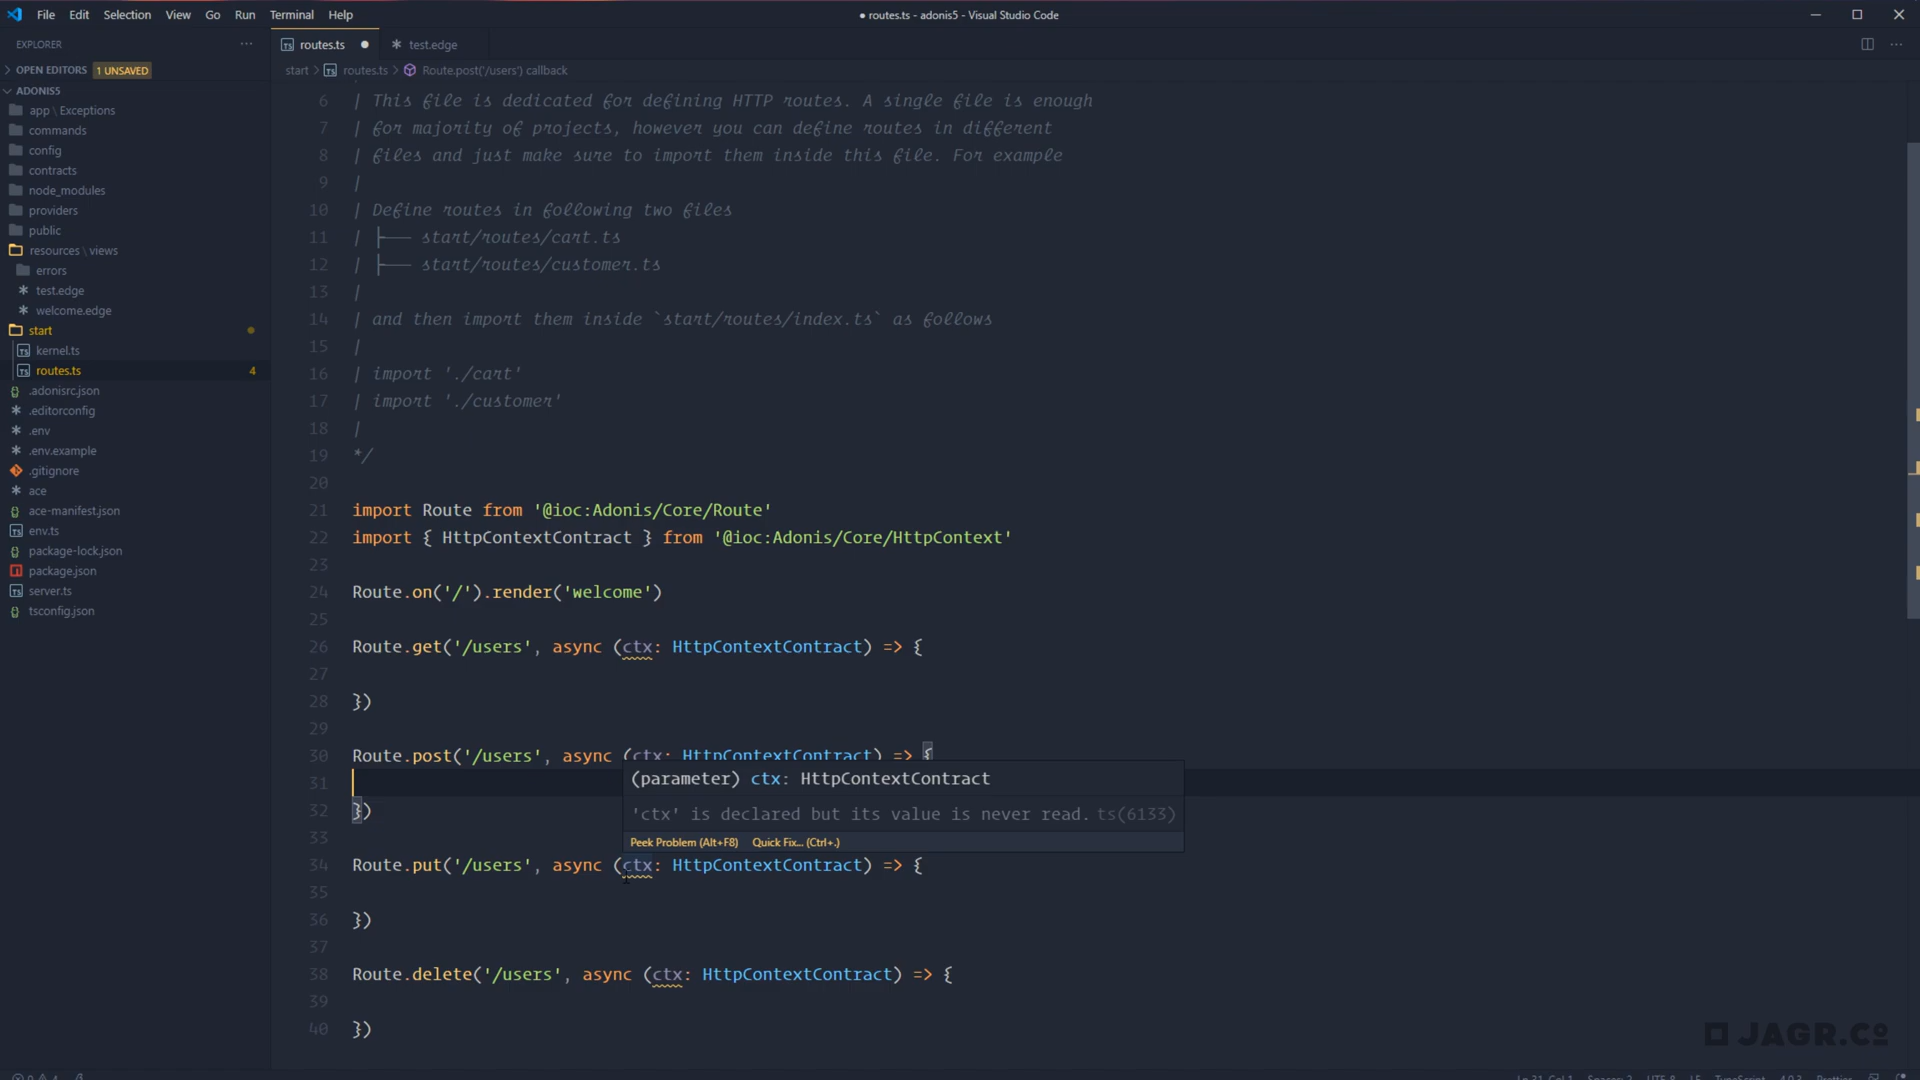 File Edit Selection View Go Run Terminal Help
● routes.ts - adonis5 - Visual Studio Code
EXPLORER ···
routes.ts
test.edge
OPEN EDITORS 1 UNSAVED
start > routes.ts > Route.post('/users') callback
ADONIS5
app \ Exceptions
commands
config
contracts
node_modules
providers
public
resources \ views
errors
test.edge
welcome.edge
start
kernel.ts
routes.ts 4
.adonisrc.json
.editorconfig
.env
.env.example
.gitignore
ace
ace-manifest.json
env.ts
package-lock.json
package.json
server.ts
tsconfig.json
6 | This file is dedicated for defining HTTP routes. A single file is enough
7 | for majority of projects, however you can define routes in different
8 | files and just make sure to import them inside this file. For example
9 |
10 | Define routes in following two files
11 | ├── start/routes/cart.ts
12 | ├── start/routes/customer.ts
13 |
14 | and then import them inside `start/routes/index.ts` as follows
15 |
16 | import './cart'
17 | import './customer'
18 |
19 */
20
21 import Route from '@ioc:Adonis/Core/Route'
22 import { HttpContextContract } from '@ioc:Adonis/Core/HttpContext'
23
24 Route.on('/').render('welcome')
25
26 Route.get('/users', async (ctx: HttpContextContract) => {
27
28 })
29
30 Route.post('/users', async (ctx: HttpContextContract) => {
31
(parameter) ctx: HttpContextContract
32 })
'ctx' is declared but its value is never read. ts(6133)
33
Peek Problem (Alt+F8) Quick Fix... (Ctrl+.)
34 Route.put('/users', async (ctx: HttpContextContract) => {
35
36 })
37
38 Route.delete('/users', async (ctx: HttpContextContract) => {
39
40 })
JAGR.Co